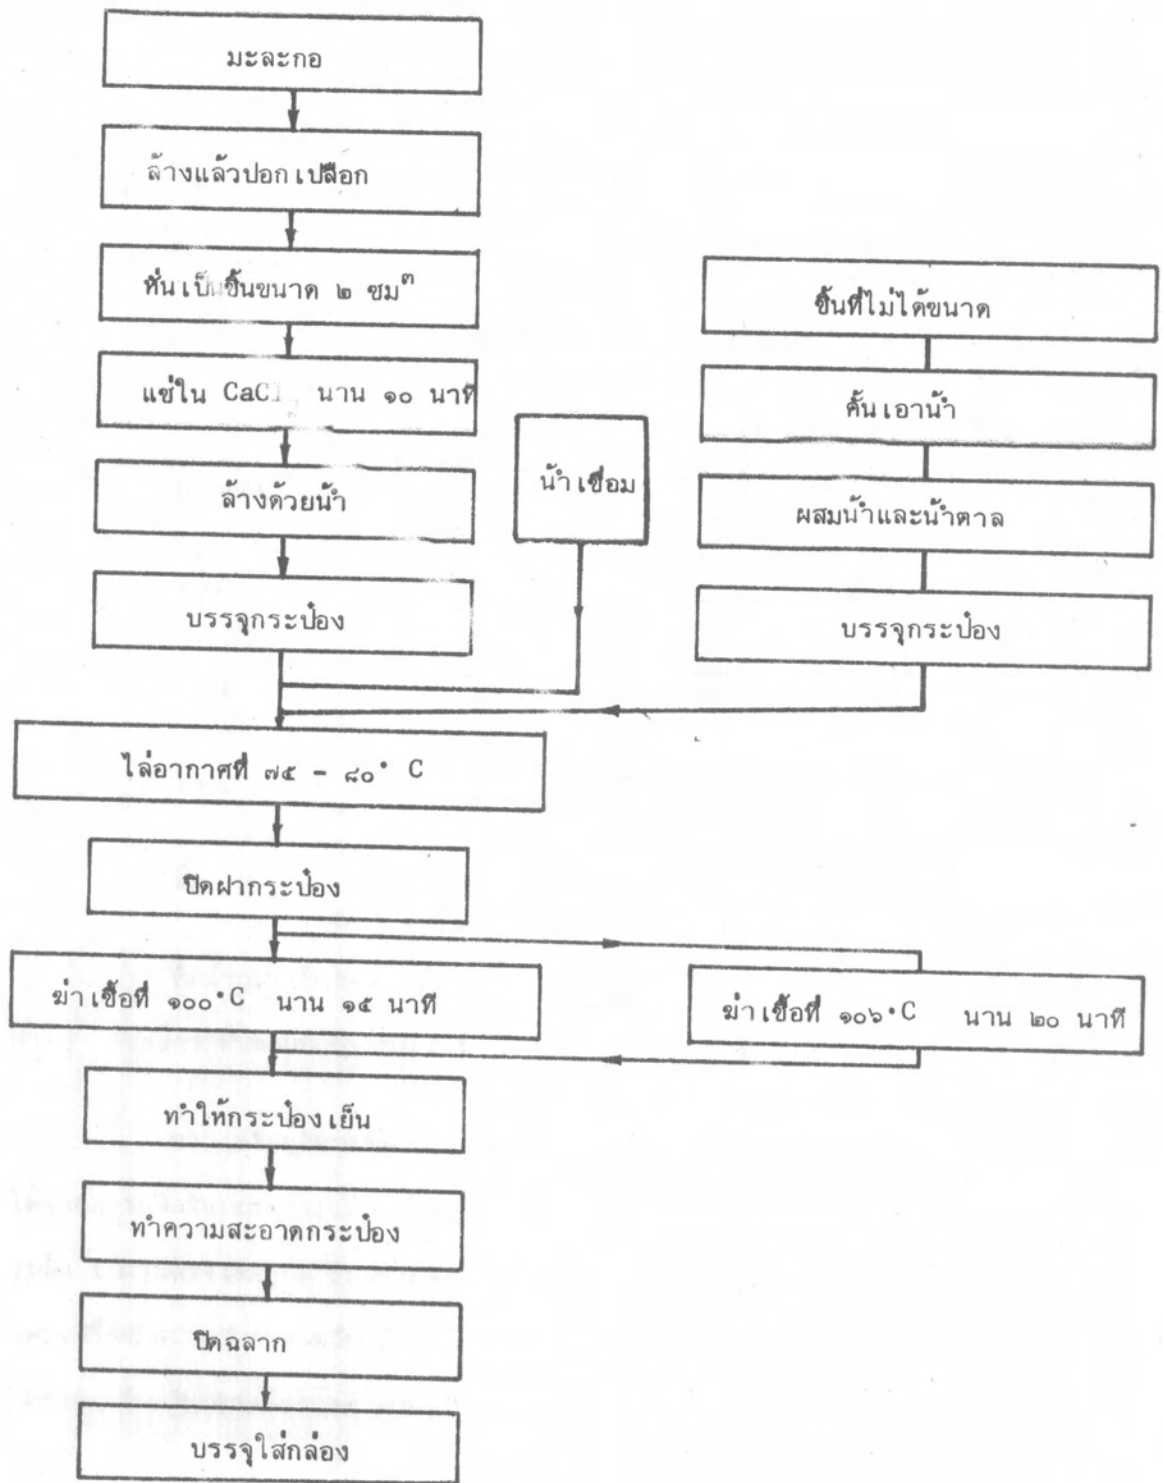 มะละกอ
ล้างแล้วปอกเปลือก
หั่นเป็นชิ้นขนาด ๒ ซม³
แช่ใน CaCl นาน ๑๐ นาที
ล้างด้วยน้ำ
บรรจุกระป๋อง
น้ำเชื่อม
ชิ้นที่ไม่ได้ขนาด
คั้นเอาน้ำ
ผสมน้ำและน้ำตาล
บรรจุกระป๋อง
ไล่อากาศที่ ๗๕ - ๘๐° C
ปิดฝากระป๋อง
ฆ่าเชื้อที่ ๑๐๐°C นาน ๑๕ นาที
ฆ่าเชื้อที่ ๑๐๖°C นาน ๒๐ นาที
ทำให้กระป๋องเย็น
ทำความสะอาดกระป๋อง
ปิดฉลาก
บรรจุใส่กล่อง